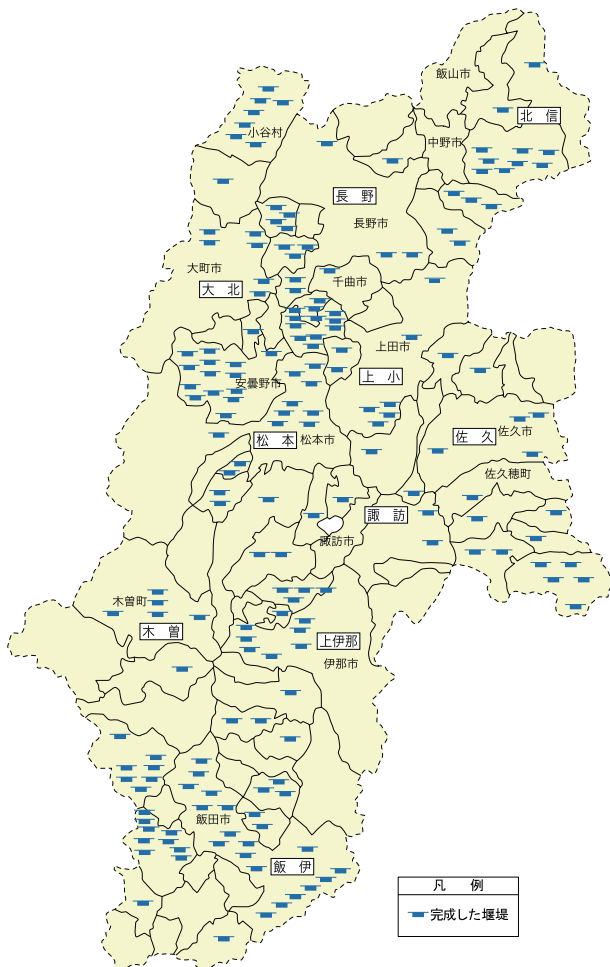 飯山市
北　信
小谷村
中野市
長　野
長野市
大町市
千曲市
大　北
上田市
上　小
安曇野市
佐久市
松　本
松本市
佐　久
佐久穂町
諏　訪
諏訪市
木曽町
木　曽
上伊那
伊那市
飯田市
飯　伊
凡　例
完成した堰堤